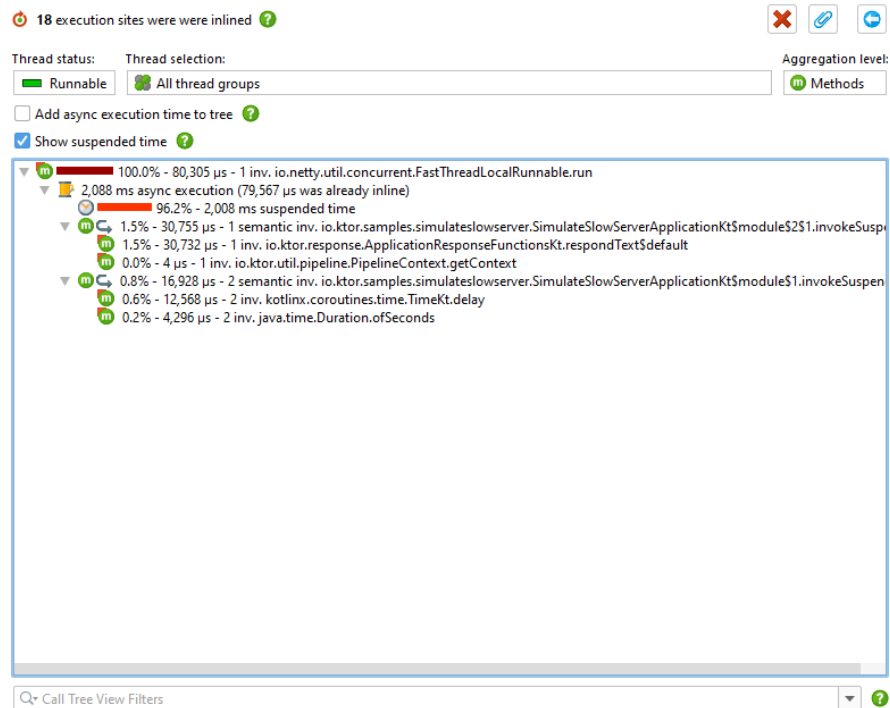 18 execution sites were were inlined
Thread status:
Thread selection:
Aggregation level:
Runnable
All thread groups
Methods
Add async execution time to tree
Show suspended time
100.0% - 80,305 µs - 1 inv. io.netty.util.concurrent.FastThreadLocalRunnable.run
2,088 ms async execution (79,567 µs was already inline)
96.2% - 2,008 ms suspended time
1.5% - 30,755 µs - 1 semantic inv. io.ktor.samples.simulateslowserver.SimulateSlowServerApplicationKt$module$2$1.invokeSuspe
1.5% - 30,732 µs - 1 inv. io.ktor.response.ApplicationResponseFunctionsKt.respondText$default
0.0% - 4 µs - 1 inv. io.ktor.util.pipeline.PipelineContext.getContext
0.8% - 16,928 µs - 2 semantic inv. io.ktor.samples.simulateslowserver.SimulateSlowServerApplicationKt$module$1.invokeSuspen
0.6% - 12,568 µs - 2 inv. kotlinx.coroutines.time.TimeKt.delay
0.2% - 4,296 µs - 2 inv. java.time.Duration.ofSeconds
Call Tree View Filters